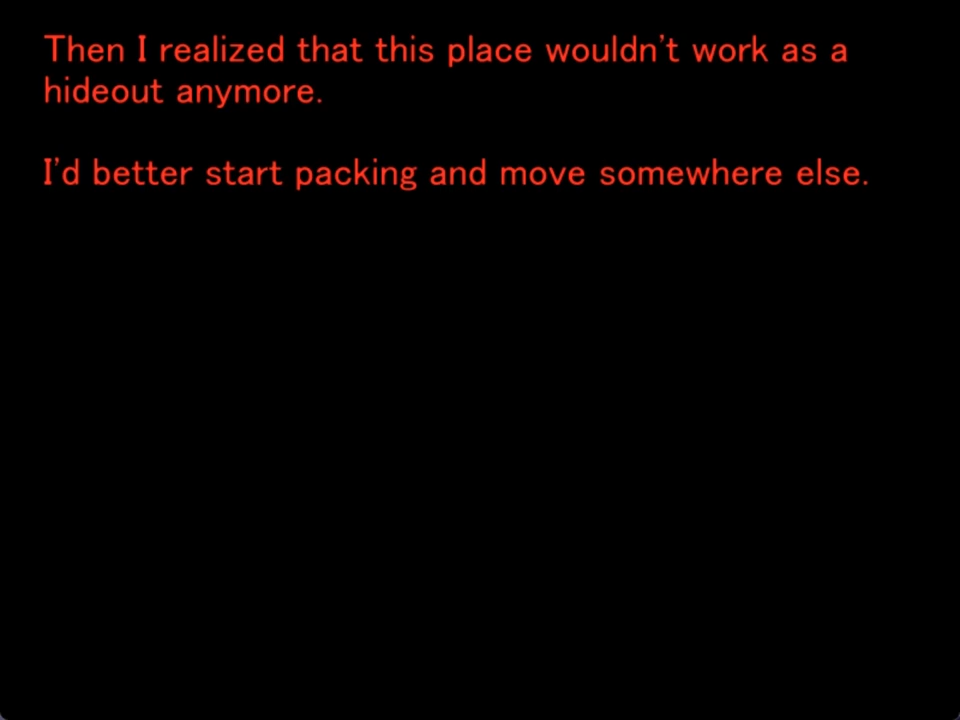 Then I realized that this place wouldn't work as a
hideout anymore.
I'd better start packing and move somewhere else.